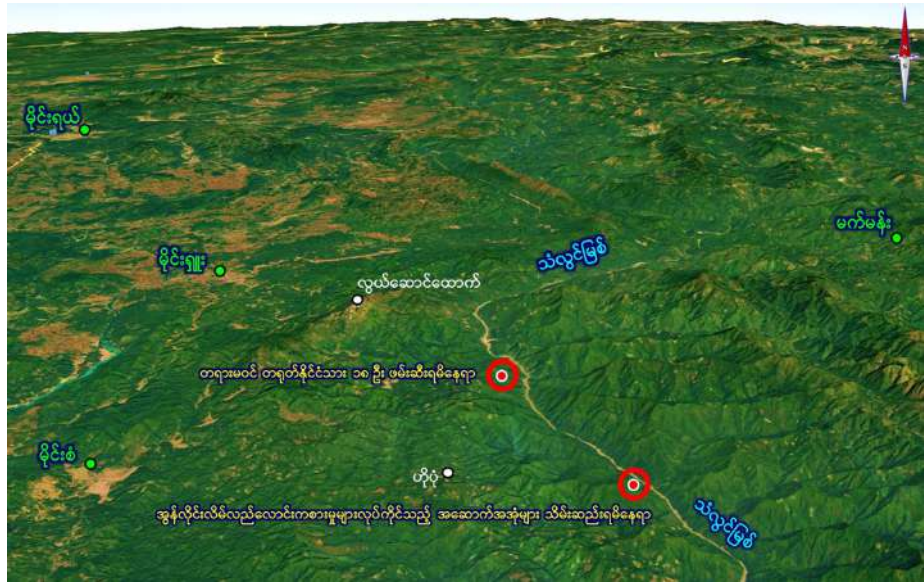 မိုင်းရယ်
မက်မန်း
သံလွင်မြစ်
မိုင်းရှူး
လွယ်ဆောင်ထောက်
တရားမဝင် တရုတ်နိုင်ငံသား ၁၈ ဦး ဖမ်းဆီးရမိနေရာ
မိုင်းစံ
ဟိုပုံ
အွန်လိုင်းလိမ်လည်လောင်းကစားမှုများလုပ်ကိုင်သည့် အဆောက်အအုံများ သိမ်းဆည်းရမိနေရာ
သံလွင်မြစ်